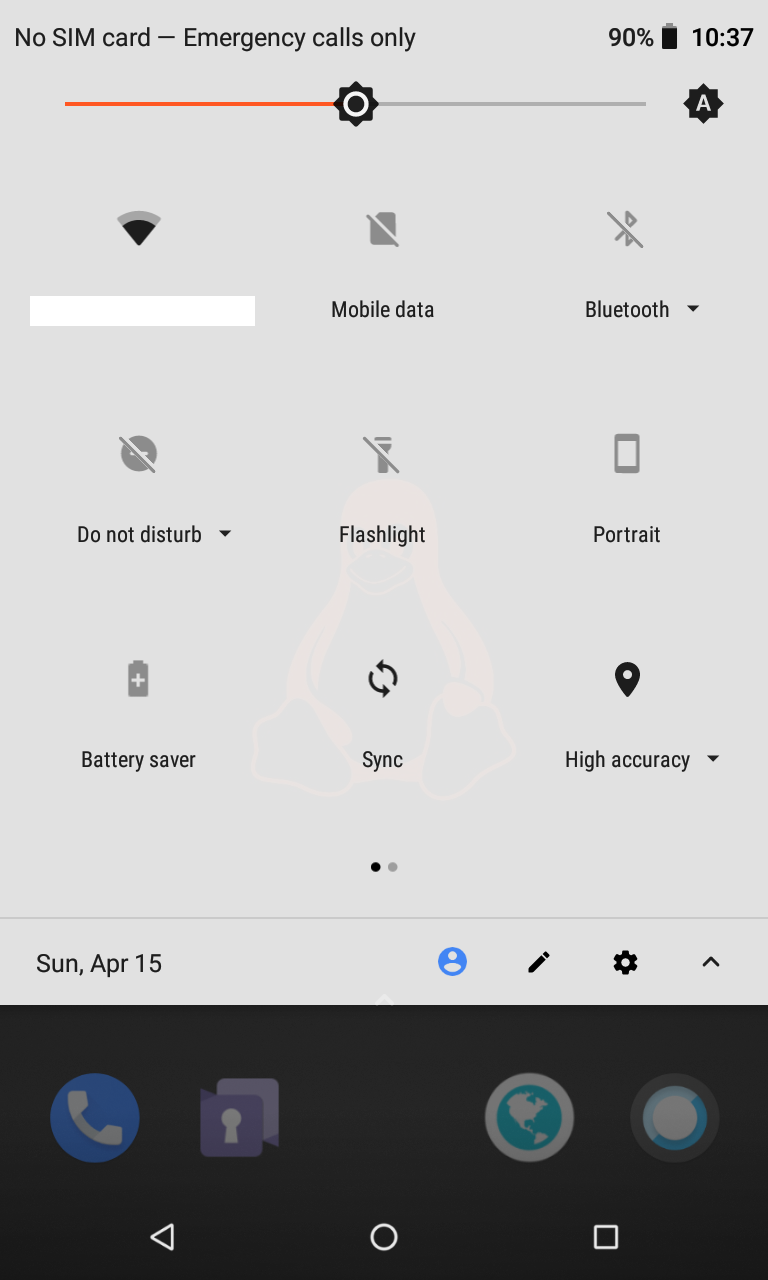 No SIM card — Emergency calls only 90% 10:37
A
Mobile data Bluetooth
Do not disturb Flashlight Portrait
Battery saver Sync High accuracy
Sun, Apr 15